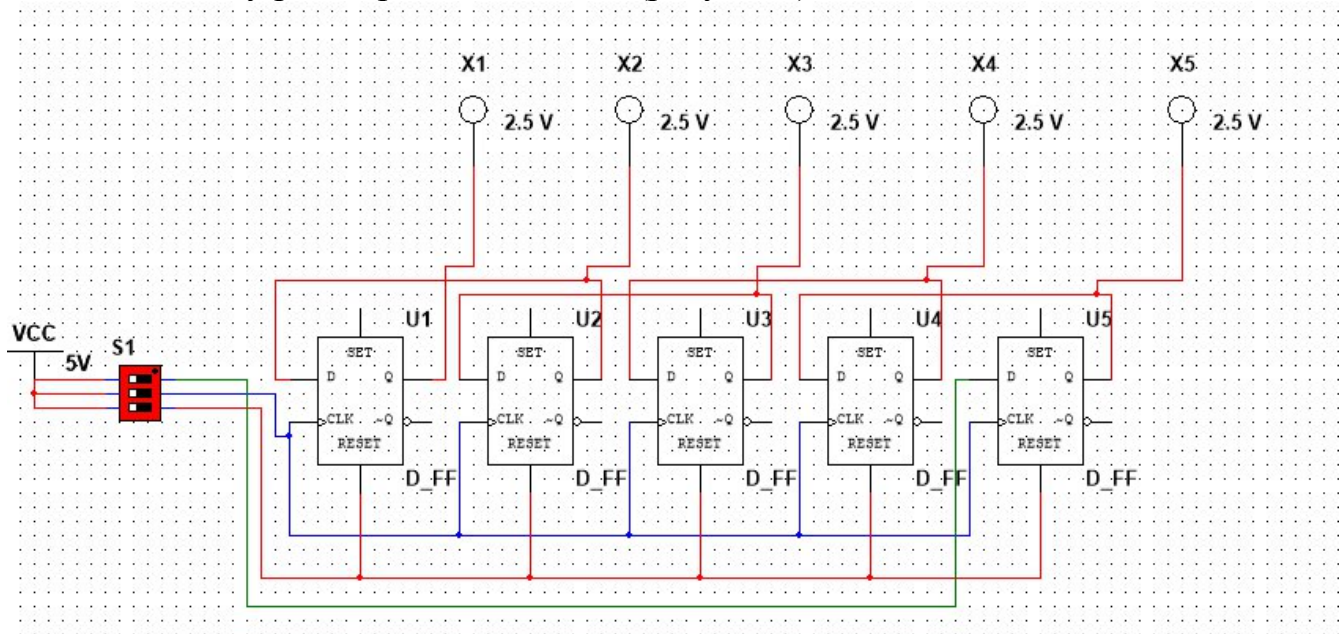 X1 X2 X3 X4 X5
2.5 V 2.5 V 2.5 V 2.5 V 2.5 V
VCC
5V
S1
U1 U2 U3 U4 U5
SET SET SET SET SET
D Q D Q D Q D Q D Q
CLK ~Q CLK ~Q CLK ~Q CLK ~Q CLK ~Q
RESET RESET RESET RESET RESET
D_FF D_FF D_FF D_FF D_FF